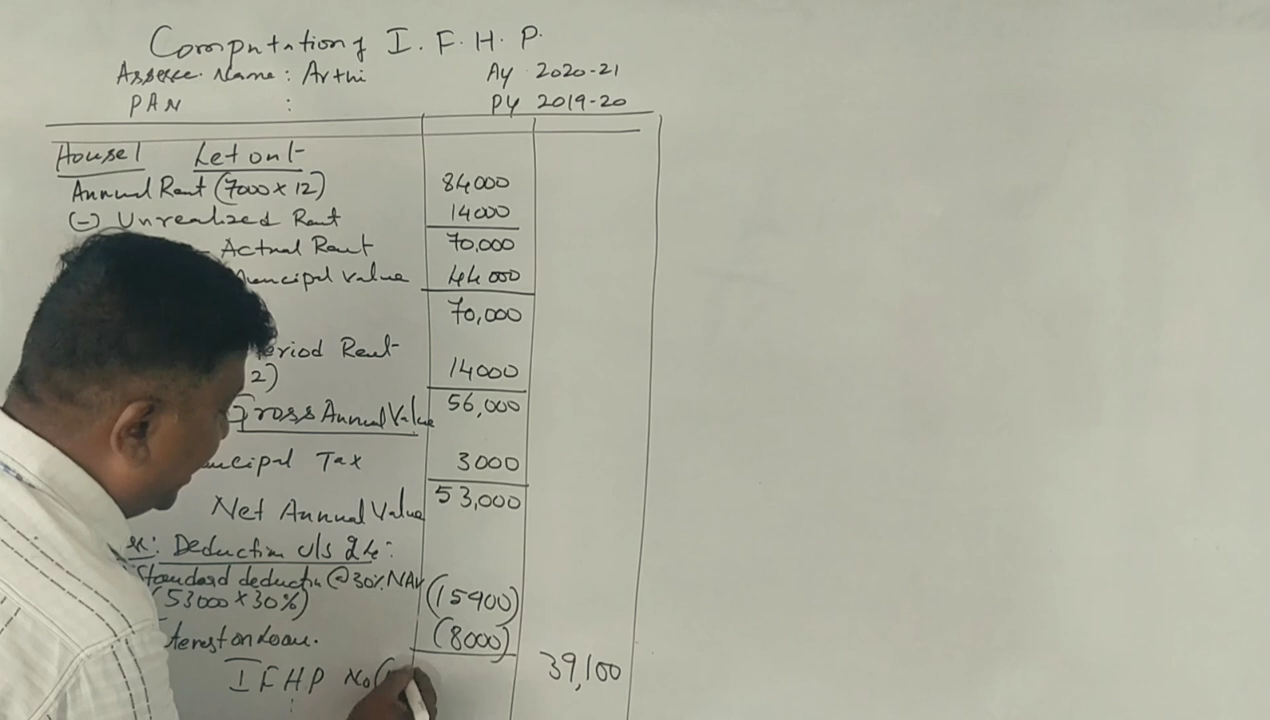 Computation of I. F. H. P.
Assesse Name : Arthi AY 2020-21
PAN : PY 2019-20
House 1 Let out
Annual Rent (7000 x 12) 84000
(-) Unrealized Rent 14000
Actual Rent 70,000
Muncipal Value 44000
70,000
eriod Rent
2) 14000
Gross Annual Value 56,000
uncipal Tax 3000
Net Annual Value 53,000
Deduction u/s 24:
Standard deductin @ 30% NAV
(53000 x 30%) (15900)
terest on Loan. (8000)
IFHP No( 39,100